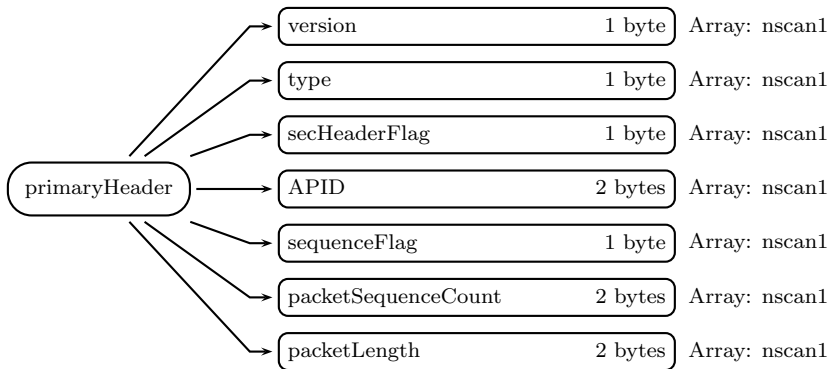 version 1 byte Array: nscan1
type 1 byte Array: nscan1
secHeaderFlag 1 byte Array: nscan1
primaryHeader APID 2 bytes Array: nscan1
sequenceFlag 1 byte Array: nscan1
packetSequenceCount 2 bytes Array: nscan1
packetLength 2 bytes Array: nscan1